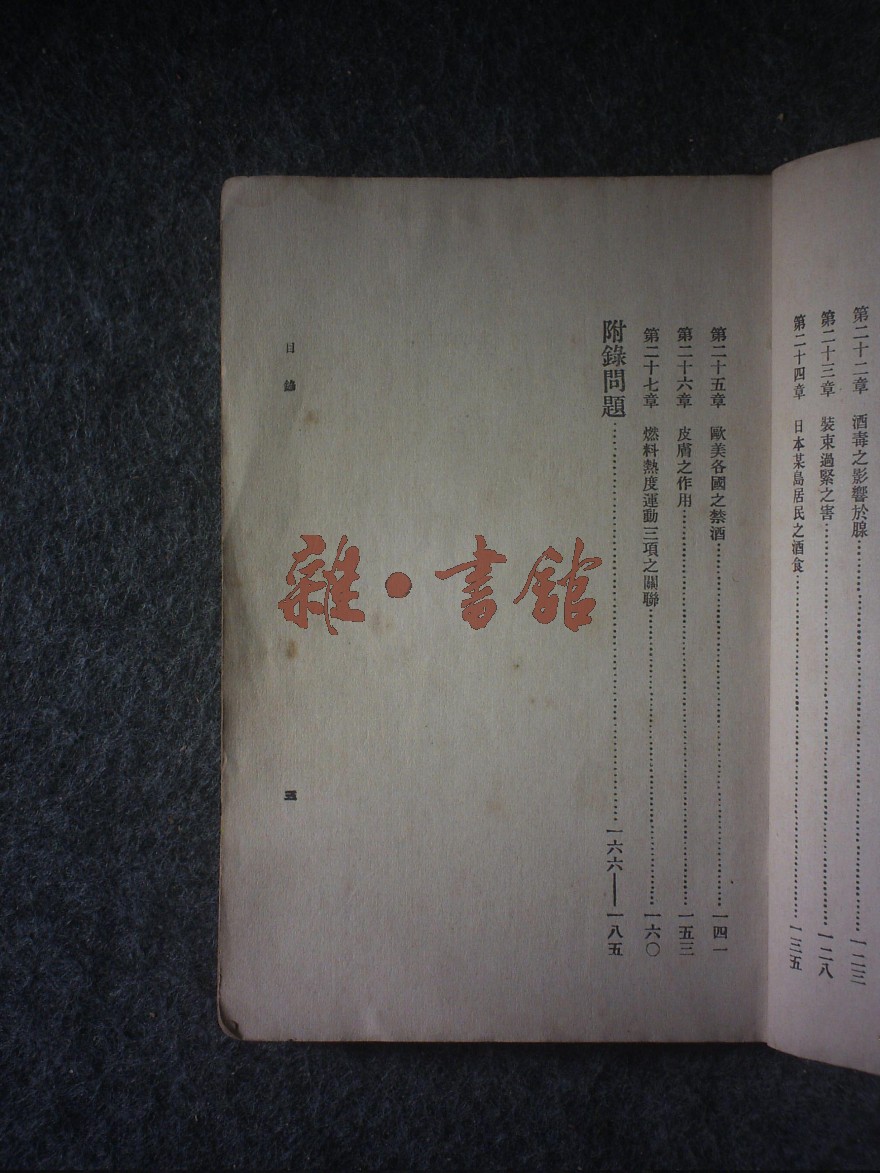 第二十二章　酒毒之影響於腺…………一二三
第二十三章　裝束過緊之害…………一二八
第二十四章　日本某島居民之酒食…………一三五
第二十五章　歐美各國之禁酒…………一四一
第二十六章　皮膚之作用…………一五三
第二十七章　燃料熱度運動三項之關聯…………一六〇
附錄問題…………一六六——一八五
目錄
三
雜·書館